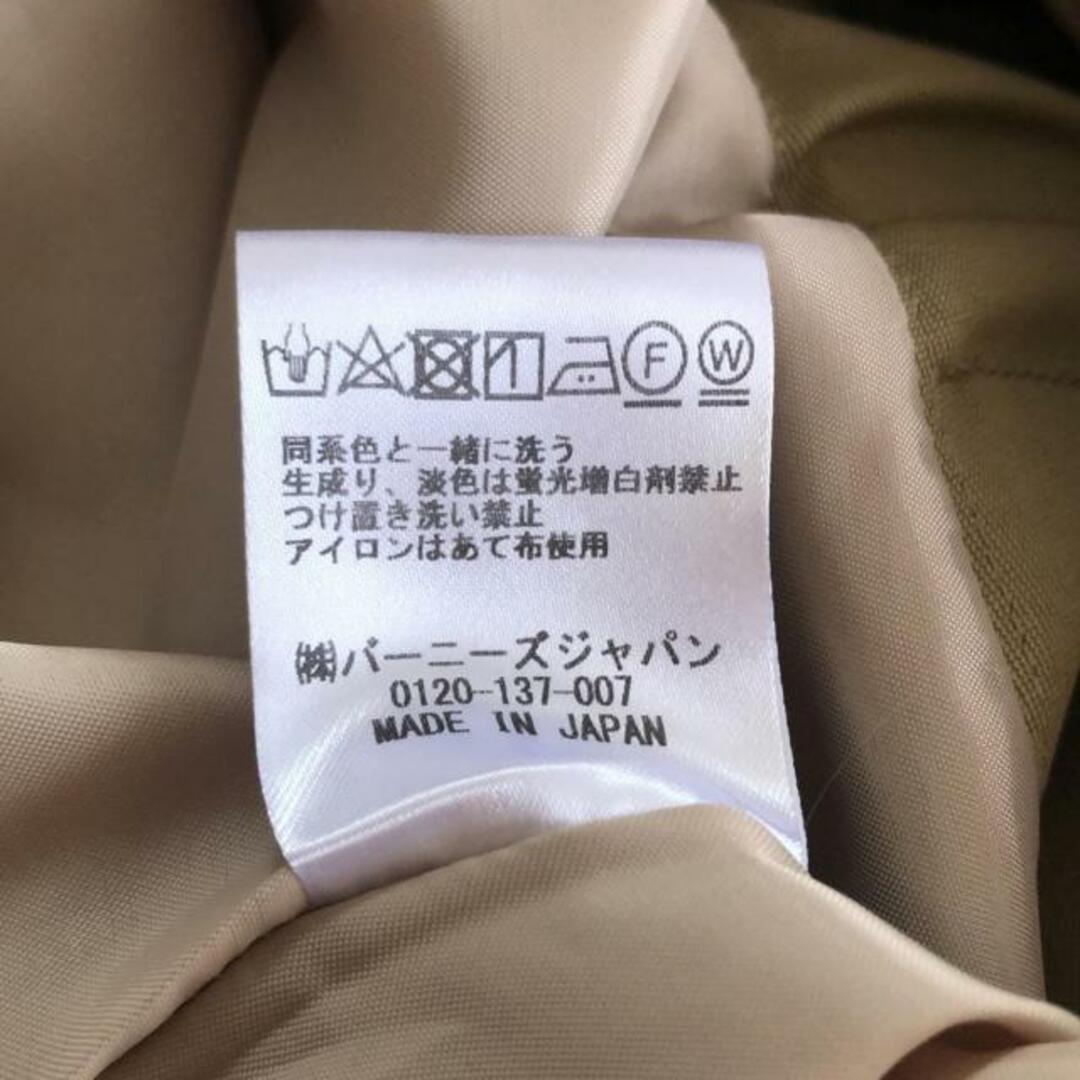 F W
同系色と一緒に洗う
生成り、淡色は蛍光増白剤禁止
つけ置き洗い禁止
アイロンはあて布使用
㈱バーニーズジャパン
0120-137-007
MADE IN JAPAN